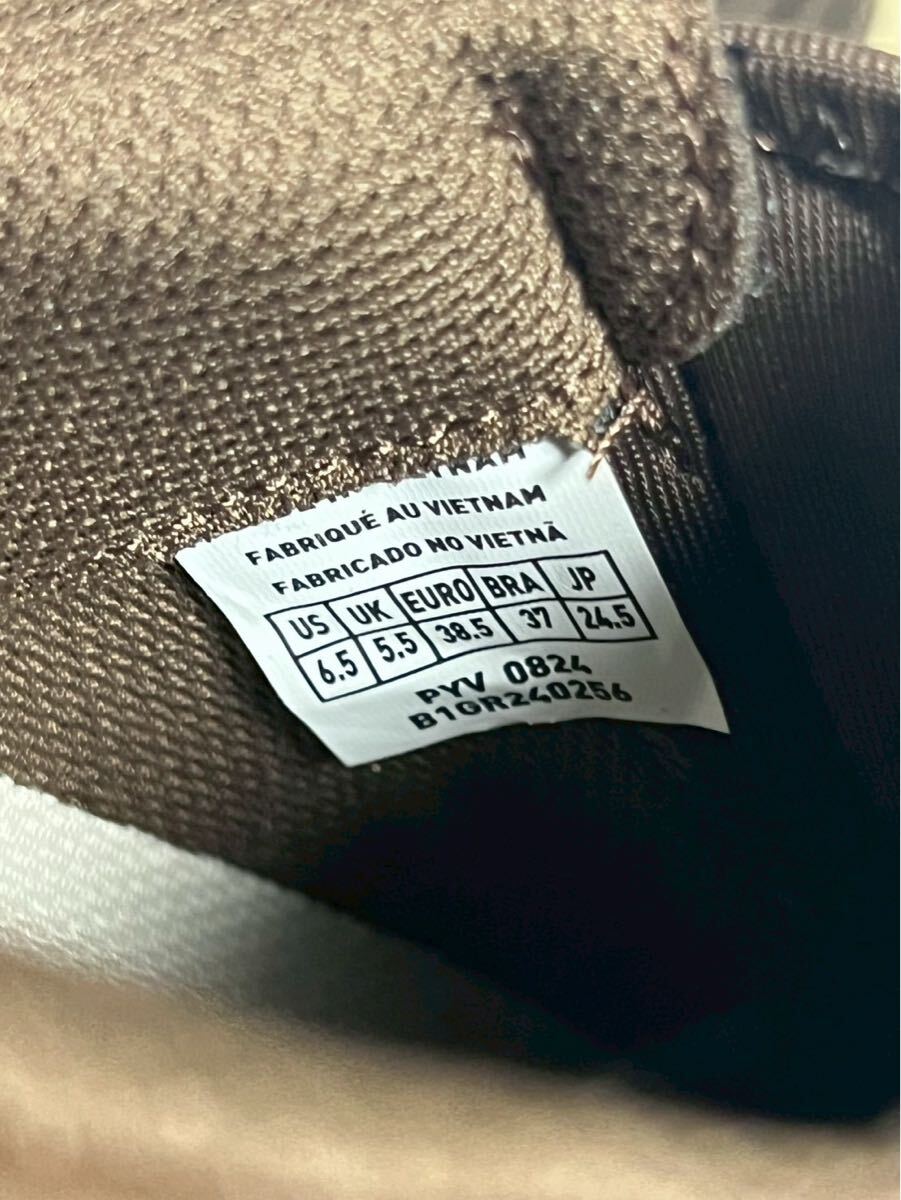 FABRIQUÉ AU VIETNAM
FABRICADO NO VIETNÃ
US UK EURO BRA JP
6.5 5.5 38.5 37 24.5
PYV 0824
B1GR240256